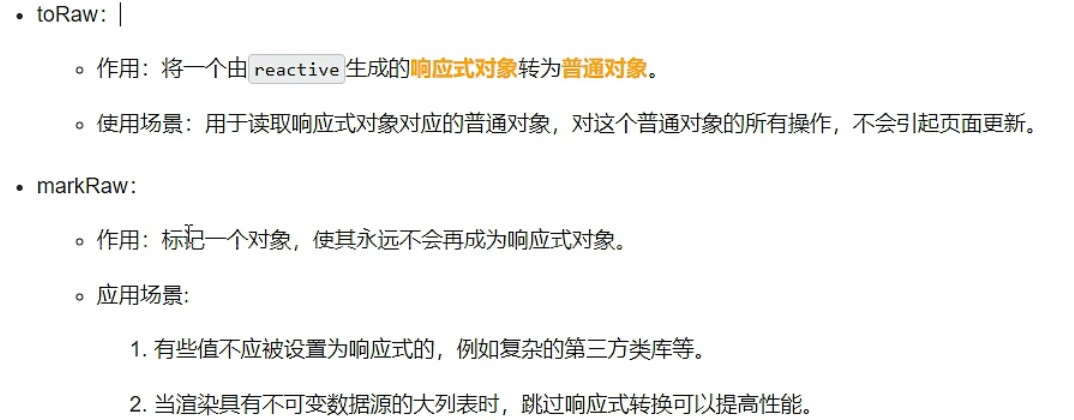 toRaw：
作用：将一个由reactive生成的响应式对象转为普通对象。
使用场景：用于读取响应式对象对应的普通对象，对这个普通对象的所有操作，不会引起页面更新。
markRaw：
作用：标记一个对象，使其永远不会再成为响应式对象。
应用场景:
1. 有些值不应被设置为响应式的，例如复杂的第三方类库等。
2. 当渲染具有不可变数据源的大列表时，跳过响应式转换可以提高性能。